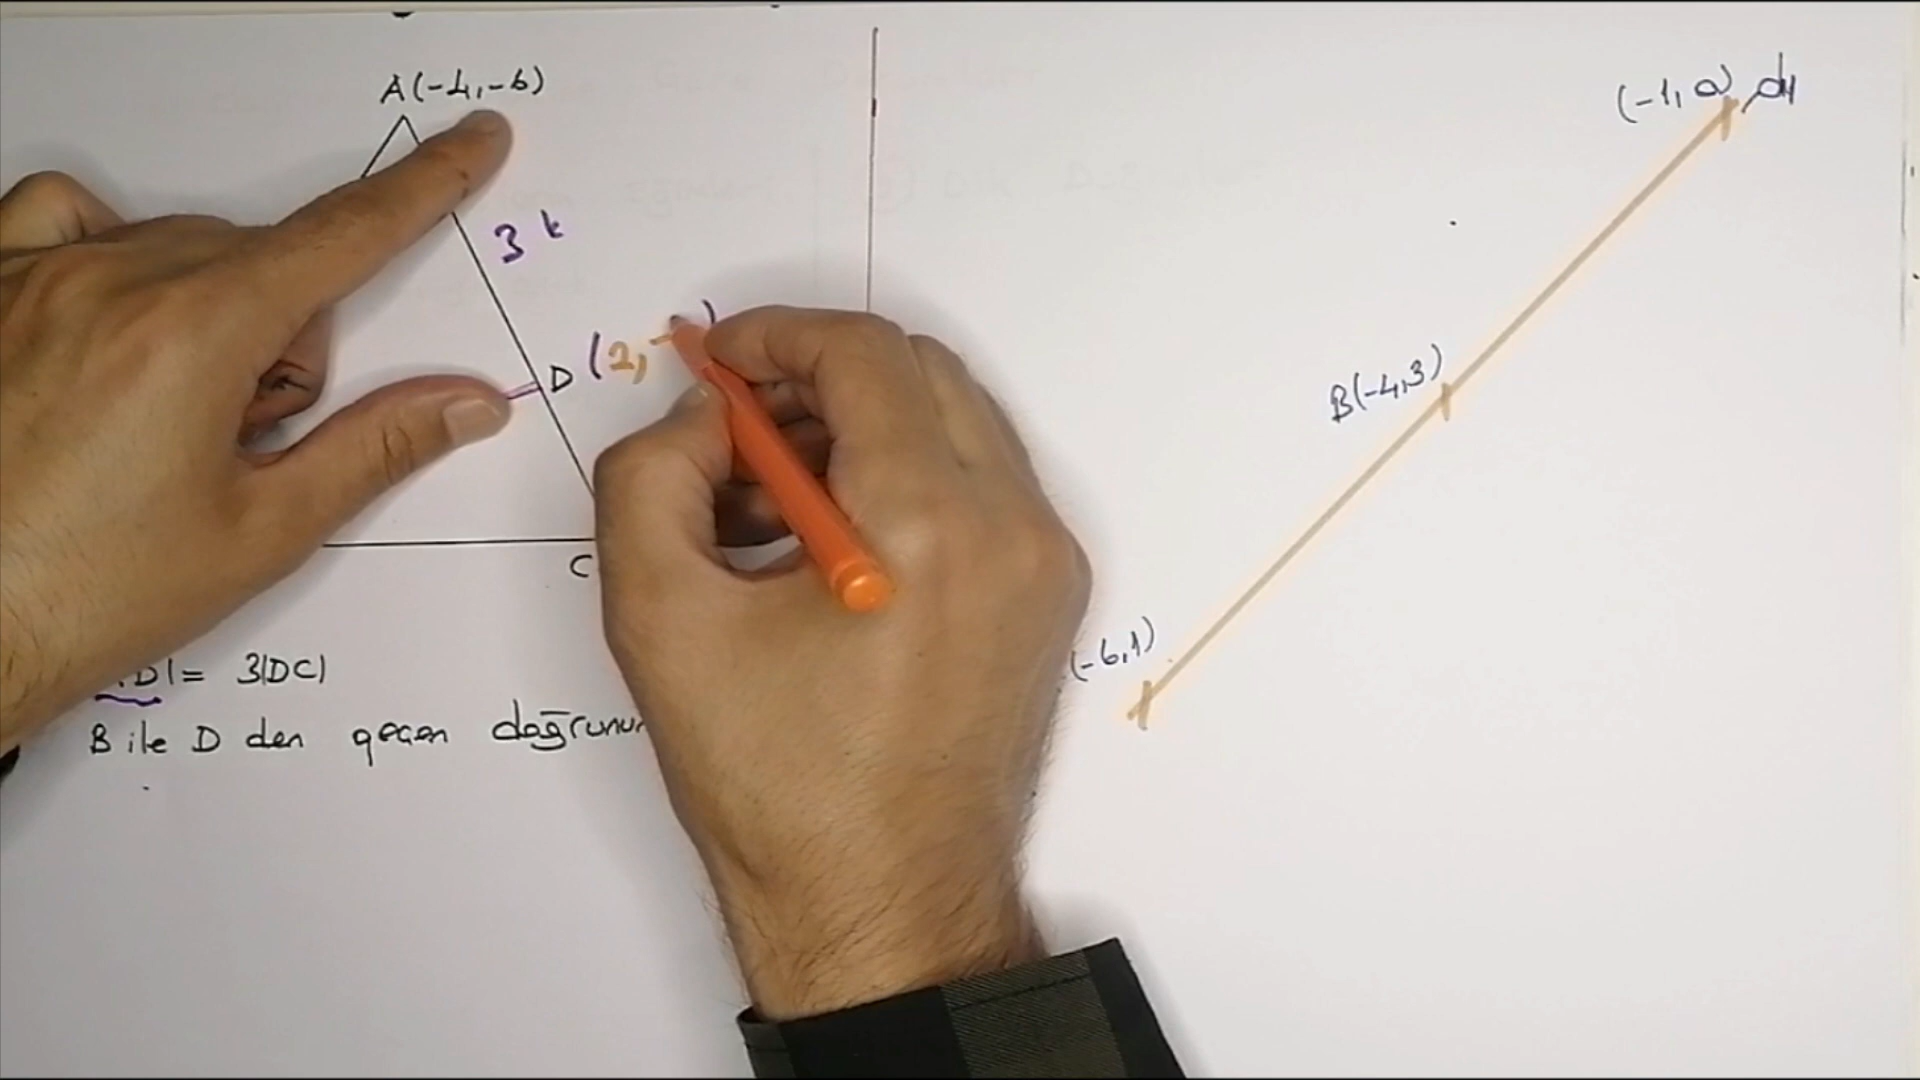 A(-4,-6)
3k
D (2,-
C
D| = 3|DC|
B ile D den geçen doğrunun
(-1, a) d1
B(-4,3)
(-6,1)